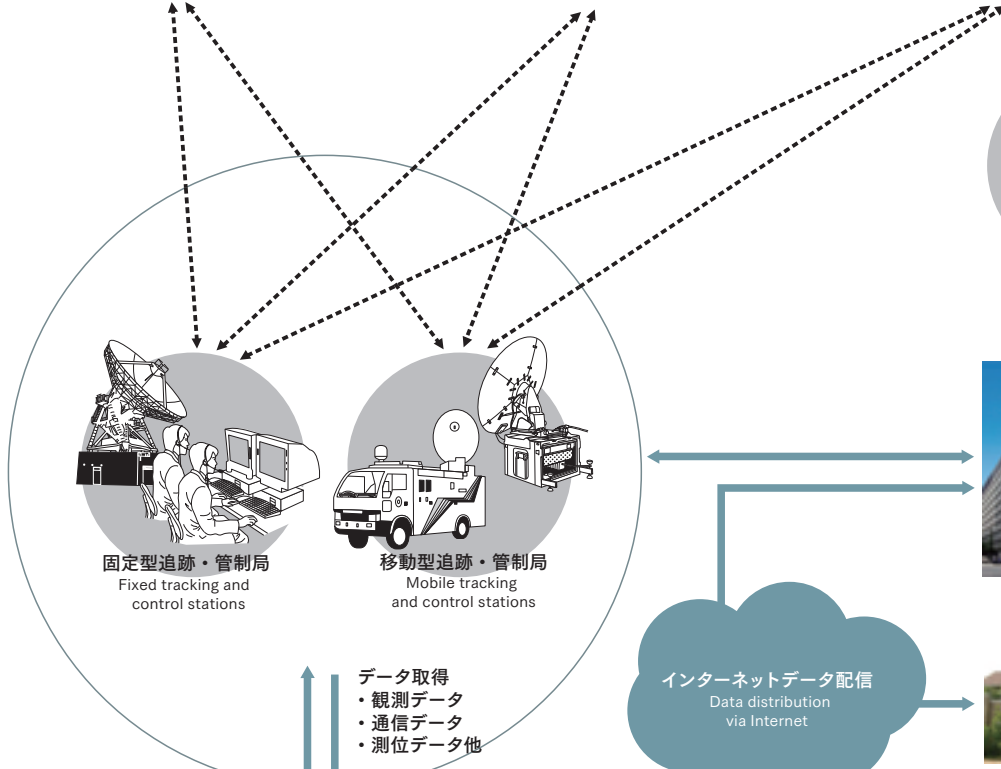 固定型追跡・管制局
Fixed tracking and
control stations
移動型追跡・管制局
Mobile tracking
and control stations
データ取得
・観測データ
・通信データ
・測位データ他
インターネットデータ配信
Data distribution
via Internet